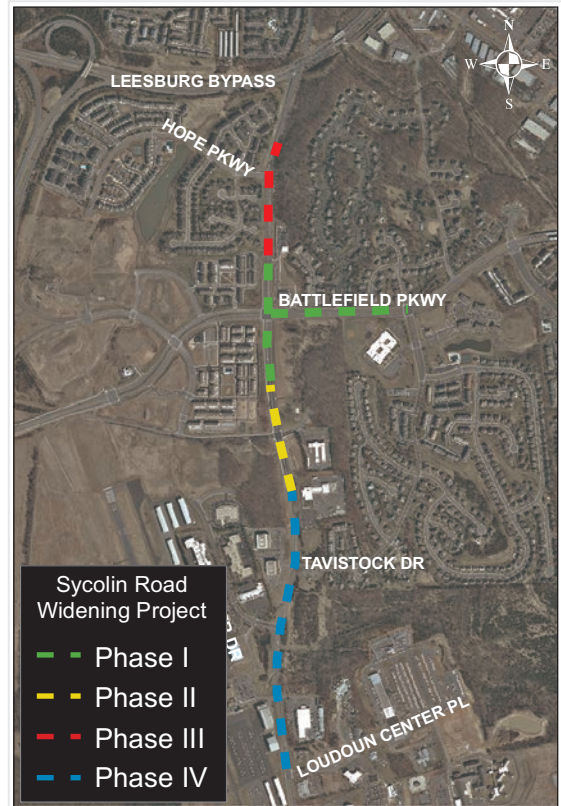 N
W E
S
LEESBURG BYPASS
HOPE PKWY
BATTLEFIELD PKWY
TAVISTOCK DR
DR
LOUDOUN CENTER PL
Sycolin Road
Widening Project
Phase I
Phase II
Phase III
Phase IV